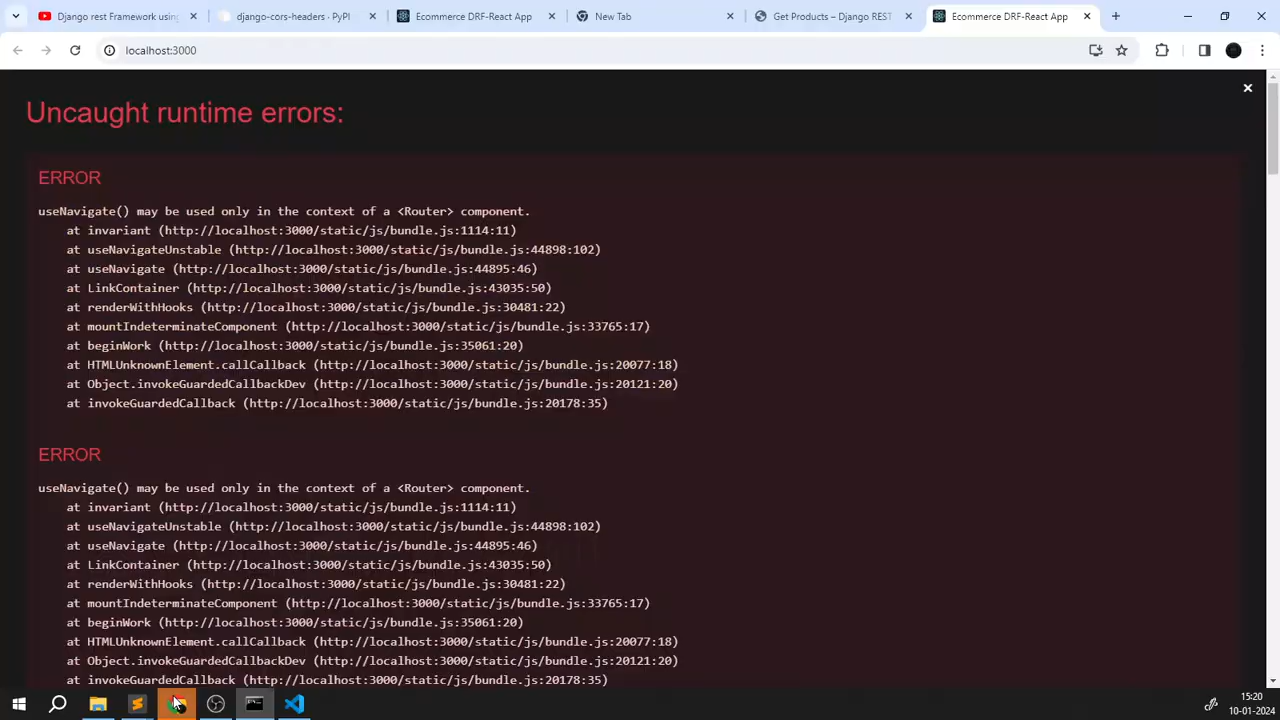 Django rest Framework using
django-cors-headers · PyPI
Ecommerce DRF-React App
New Tab
Get Products – Django REST
Ecommerce DRF-React App
localhost:3000
Uncaught runtime errors:
ERROR
useNavigate() may be used only in the context of a <Router> component.
at invariant (http://localhost:3000/static/js/bundle.js:1114:11)
at useNavigateUnstable (http://localhost:3000/static/js/bundle.js:44898:102)
at useNavigate (http://localhost:3000/static/js/bundle.js:44895:46)
at LinkContainer (http://localhost:3000/static/js/bundle.js:43035:50)
at renderWithHooks (http://localhost:3000/static/js/bundle.js:30481:22)
at mountIndeterminateComponent (http://localhost:3000/static/js/bundle.js:33765:17)
at beginWork (http://localhost:3000/static/js/bundle.js:35061:20)
at HTMLUnknownElement.callCallback (http://localhost:3000/static/js/bundle.js:20077:18)
at Object.invokeGuardedCallbackDev (http://localhost:3000/static/js/bundle.js:20121:20)
at invokeGuardedCallback (http://localhost:3000/static/js/bundle.js:20178:35)
ERROR
useNavigate() may be used only in the context of a <Router> component.
at invariant (http://localhost:3000/static/js/bundle.js:1114:11)
at useNavigateUnstable (http://localhost:3000/static/js/bundle.js:44898:102)
at useNavigate (http://localhost:3000/static/js/bundle.js:44895:46)
at LinkContainer (http://localhost:3000/static/js/bundle.js:43035:50)
at renderWithHooks (http://localhost:3000/static/js/bundle.js:30481:22)
at mountIndeterminateComponent (http://localhost:3000/static/js/bundle.js:33765:17)
at beginWork (http://localhost:3000/static/js/bundle.js:35061:20)
at HTMLUnknownElement.callCallback (http://localhost:3000/static/js/bundle.js:20077:18)
at Object.invokeGuardedCallbackDev (http://localhost:3000/static/js/bundle.js:20121:20)
at invokeGuardedCallback (http://localhost:3000/static/js/bundle.js:20178:35)
15:20
10-01-2024